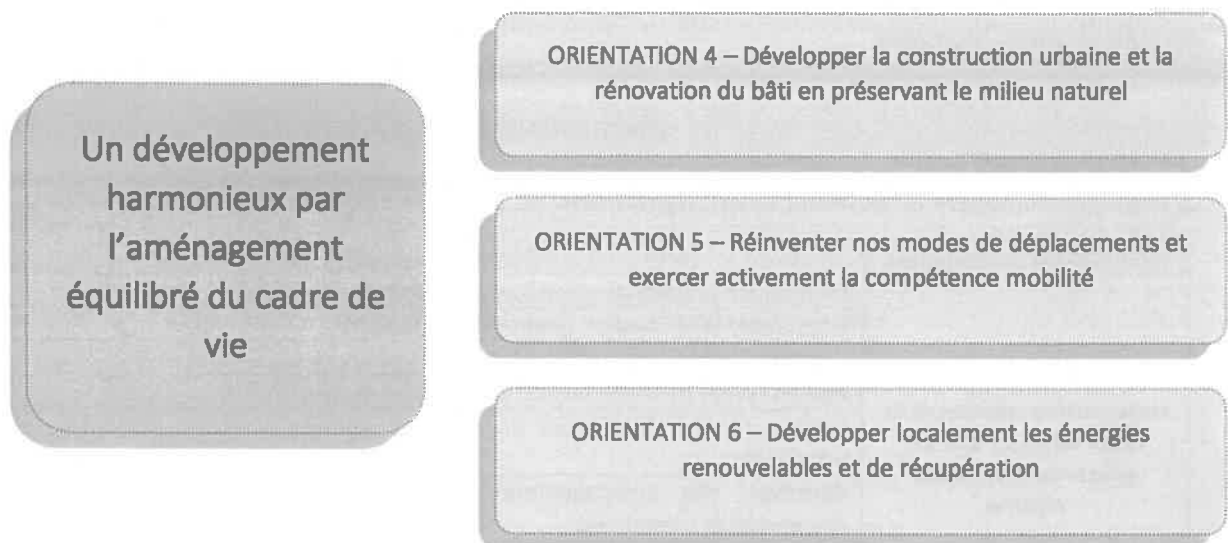 Un développement
harmonieux par
l'aménagement
équilibré du cadre de
vie
ORIENTATION 4 – Développer la construction urbaine et la
rénovation du bâti en préservant le milieu naturel
ORIENTATION 5 – Réinventer nos modes de déplacements et
exercer activement la compétence mobilité
ORIENTATION 6 – Développer localement les énergies
renouvelables et de récupération